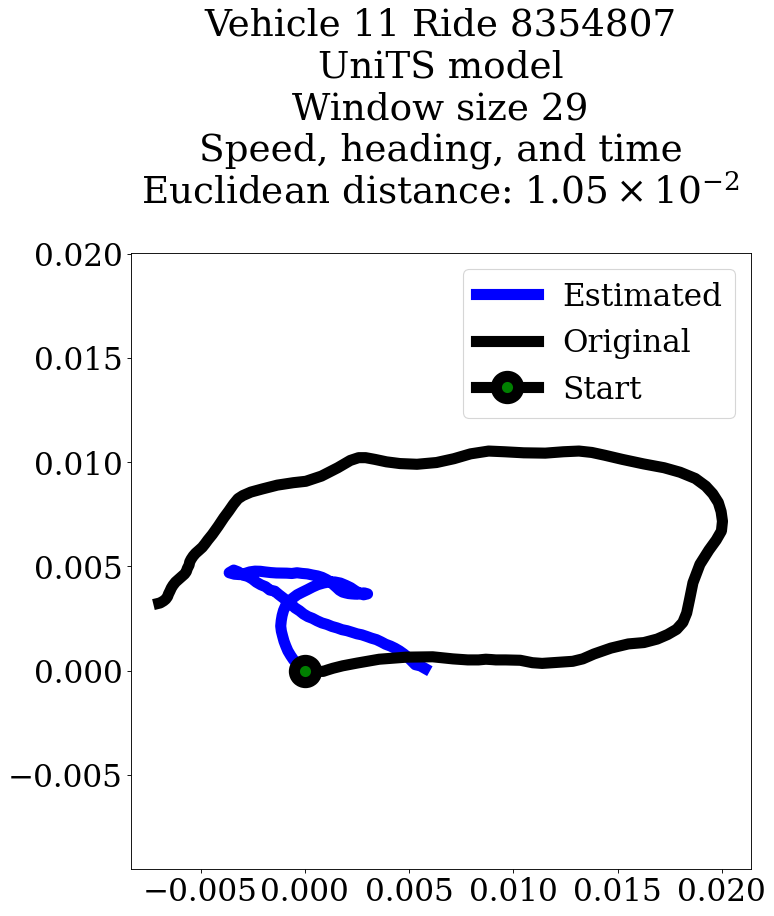 Vehicle 11 Ride 8354807
UniTS model
Window size 29
Speed, heading, and time
Euclidean distance: 1.05 × 10⁻²
0.020
Estimated
0.015
Original
Start
0.010
0.005
0.000
−0.005
−0.005 0.000 0.005 0.010 0.015 0.020